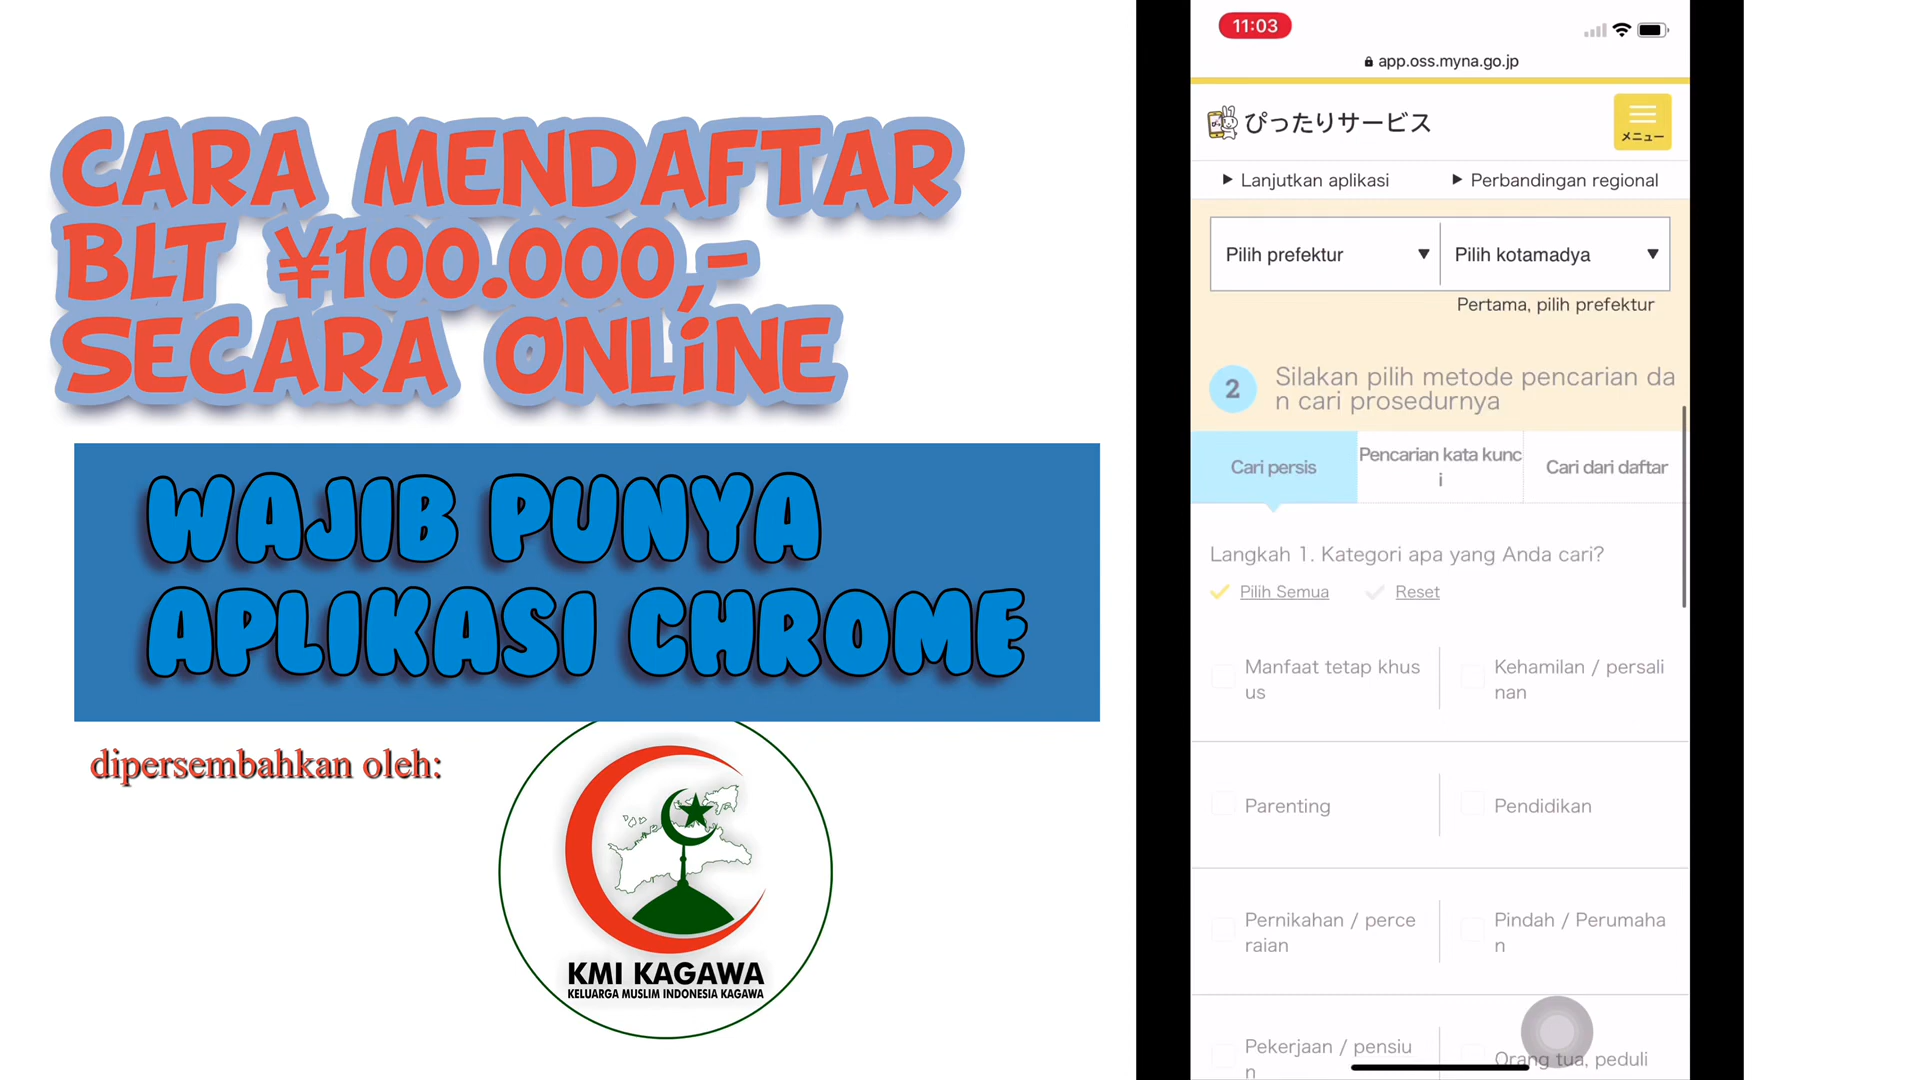 CARA MENDAFTAR
BLT ¥100.000,-
SECARA ONLINE
WAJIB PUNYA
APLIKASI CHROME
dipersembahkan oleh:
KMI KAGAWA
KELUARGA MUSLIM INDONESIA KAGAWA
11:03
app.oss.myna.go.jp
ぴったりサービス
メニュー
Lanjutkan aplikasi
Perbandingan regional
Pilih prefektur
Pilih kotamadya
Pertama, pilih prefektur
2
Silakan pilih metode pencarian da
n cari prosedurnya
Cari persis
Pencarian kata kunc
i
Cari dari daftar
Langkah 1. Kategori apa yang Anda cari?
Pilih Semua
Reset
Manfaat tetap khus
us
Kehamilan / persali
nan
Parenting
Pendidikan
Pernikahan / perce
raian
Pindah / Perumaha
n
Pekerjaan / pensiu
n
Orang tua, peduli